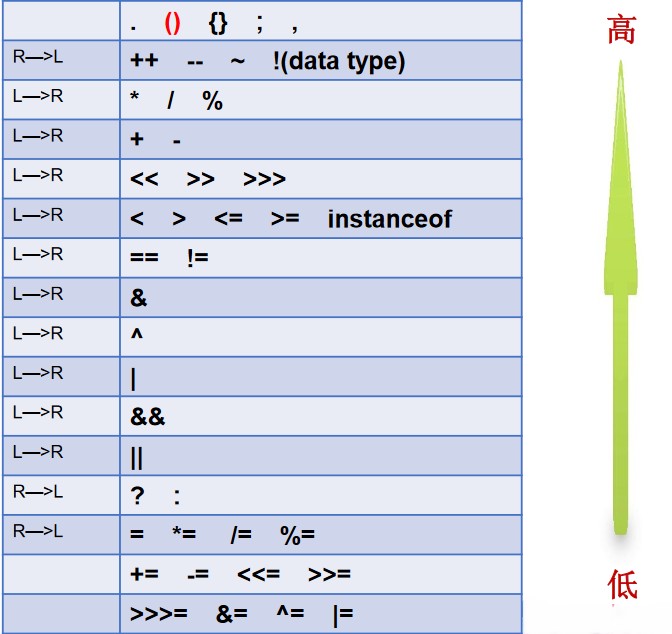 . () {} ; ,
高
R—>L ++ -- ~ !(data type)
L—>R * / %
L—>R + -
L—>R << >> >>>
L—>R < > <= >= instanceof
L—>R == !=
L—>R &
L—>R ^
L—>R |
L—>R &&
L—>R ||
R—>L ? :
R—>L = *= /= %=
+= -= <<= >>=
低
>>>= &= ^= |=